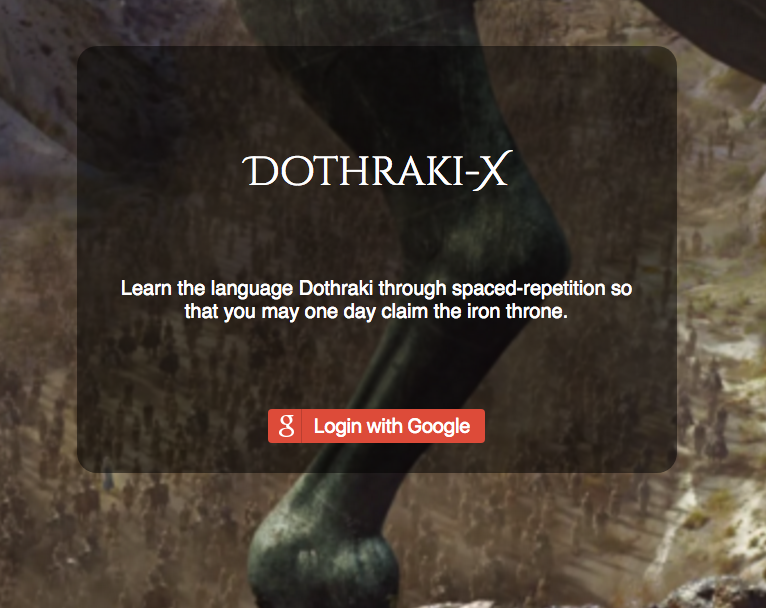 DOTHRAKI-X
Learn the language Dothraki through spaced-repetition so
that you may one day claim the iron throne.
g Login with Google